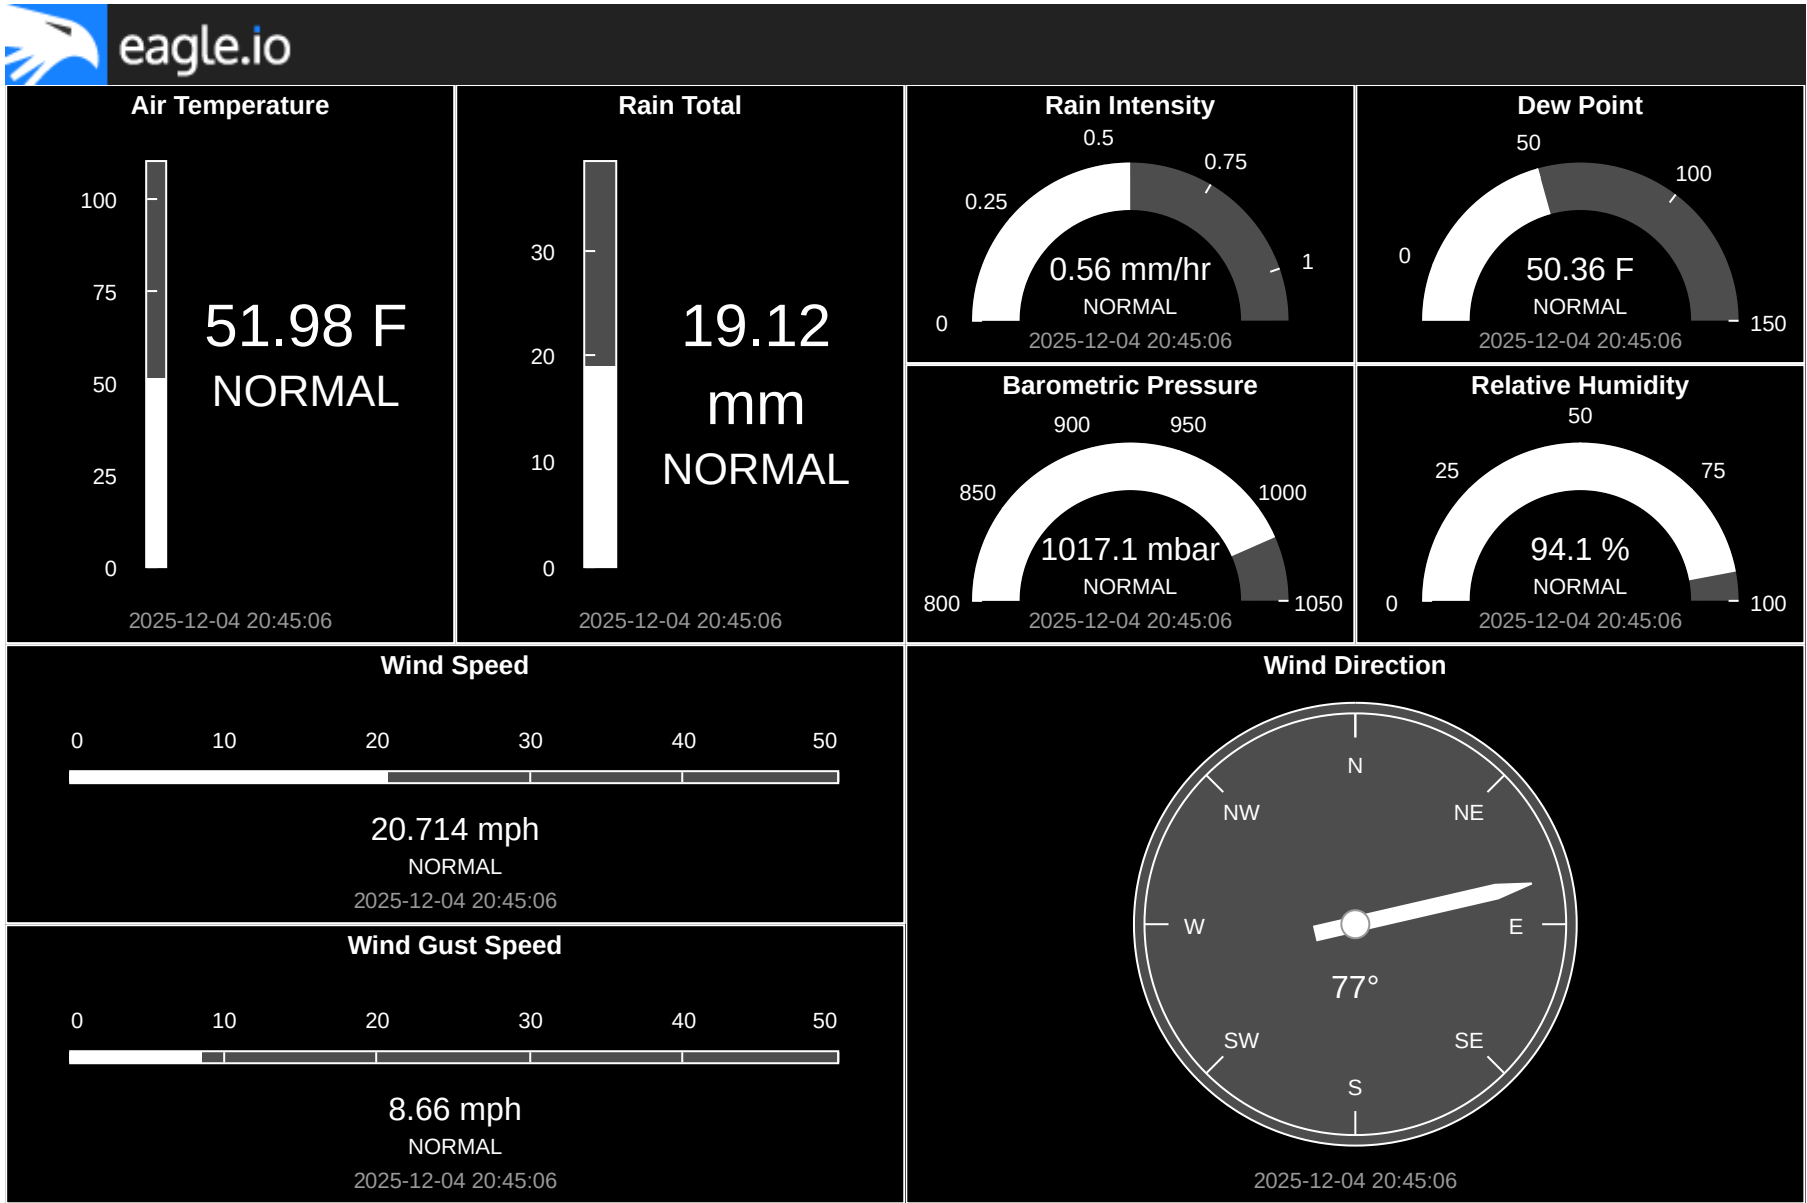 eagle.io
Air Temperature
100
75
50
25
0
51.98 F
NORMAL
2025-12-04 20:45:06
Rain Total
30
20
10
0
19.12
mm
NORMAL
2025-12-04 20:45:06
Rain Intensity
0
0.25
0.5
0.75
1
0.56 mm/hr
NORMAL
2025-12-04 20:45:06
Dew Point
0
50
100
150
50.36 F
NORMAL
2025-12-04 20:45:06
Barometric Pressure
800
850
900
950
1000
1050
1017.1 mbar
NORMAL
2025-12-04 20:45:06
Relative Humidity
0
25
50
75
100
94.1 %
NORMAL
2025-12-04 20:45:06
Wind Speed
0 10 20 30 40 50
20.714 mph
NORMAL
2025-12-04 20:45:06
Wind Gust Speed
0 10 20 30 40 50
8.66 mph
NORMAL
2025-12-04 20:45:06
Wind Direction
N
NW NE
W E
77°
SW SE
S
2025-12-04 20:45:06